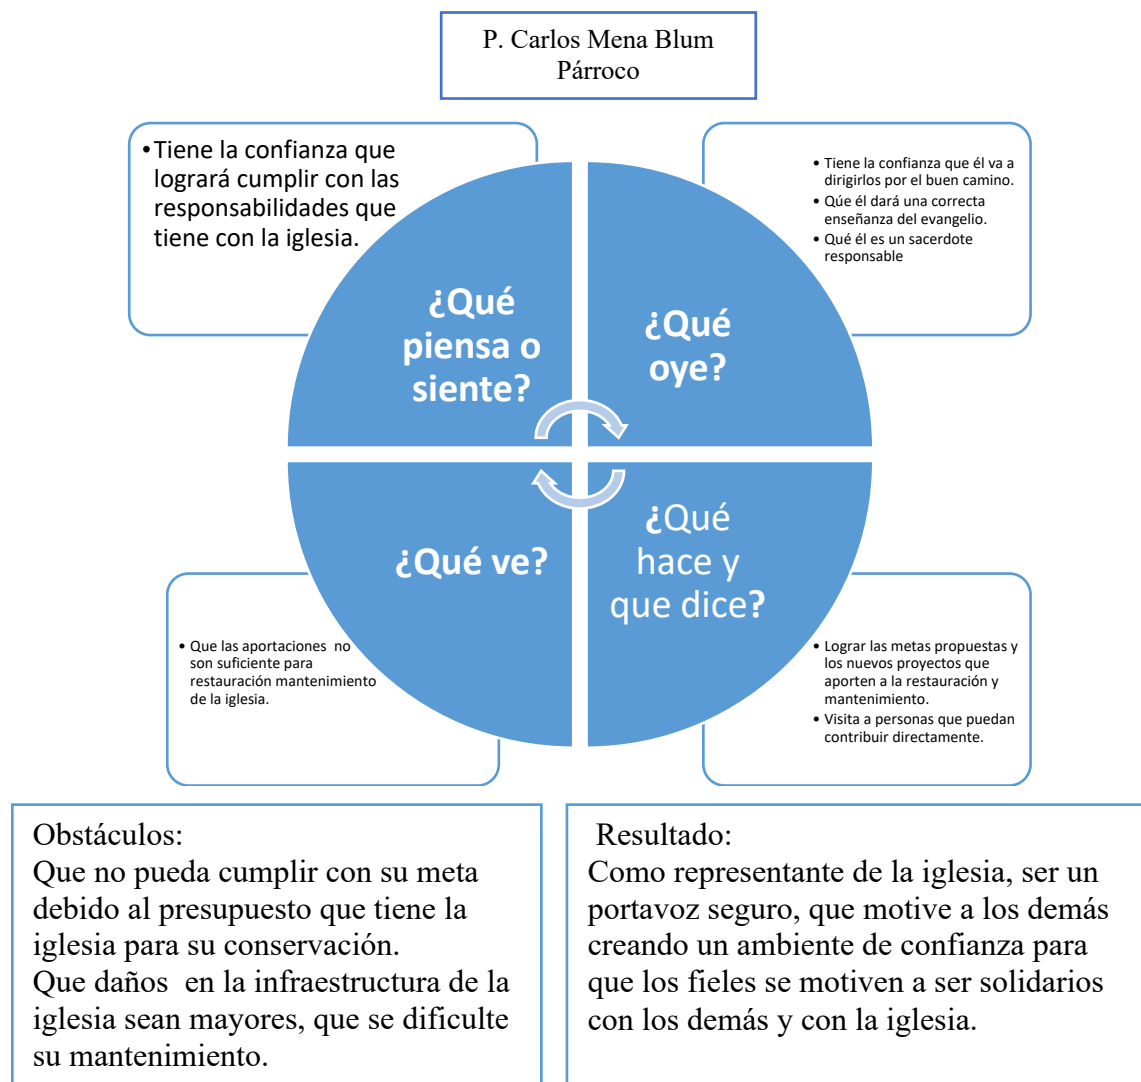 P. Carlos Mena Blum
Párroco
• Tiene la confianza que
logrará cumplir con las
responsabilidades que
tiene con la iglesia.
• Tiene la confianza que él va a
dirigirlos por el buen camino.
• Qúe él dará una correcta
enseñanza del evangelio.
• Qué él es un sacerdote
responsable
¿Qué
piensa o
siente?
¿Qué
oye?
¿Qué ve?
¿Qué
hace y
que dice?
• Que las aportaciones no
son suficiente para
restauración mantenimiento
de la iglesia.
• Lograr las metas propuestas y
los nuevos proyectos que
aporten a la restauración y
mantenimiento.
• Visita a personas que puedan
contribuir directamente.
Obstáculos:
Que no pueda cumplir con su meta
debido al presupuesto que tiene la
iglesia para su conservación.
Que daños en la infraestructura de la
iglesia sean mayores, que se dificulte
su mantenimiento.
Resultado:
Como representante de la iglesia, ser un
portavoz seguro, que motive a los demás
creando un ambiente de confianza para
que los fieles se motiven a ser solidarios
con los demás y con la iglesia.